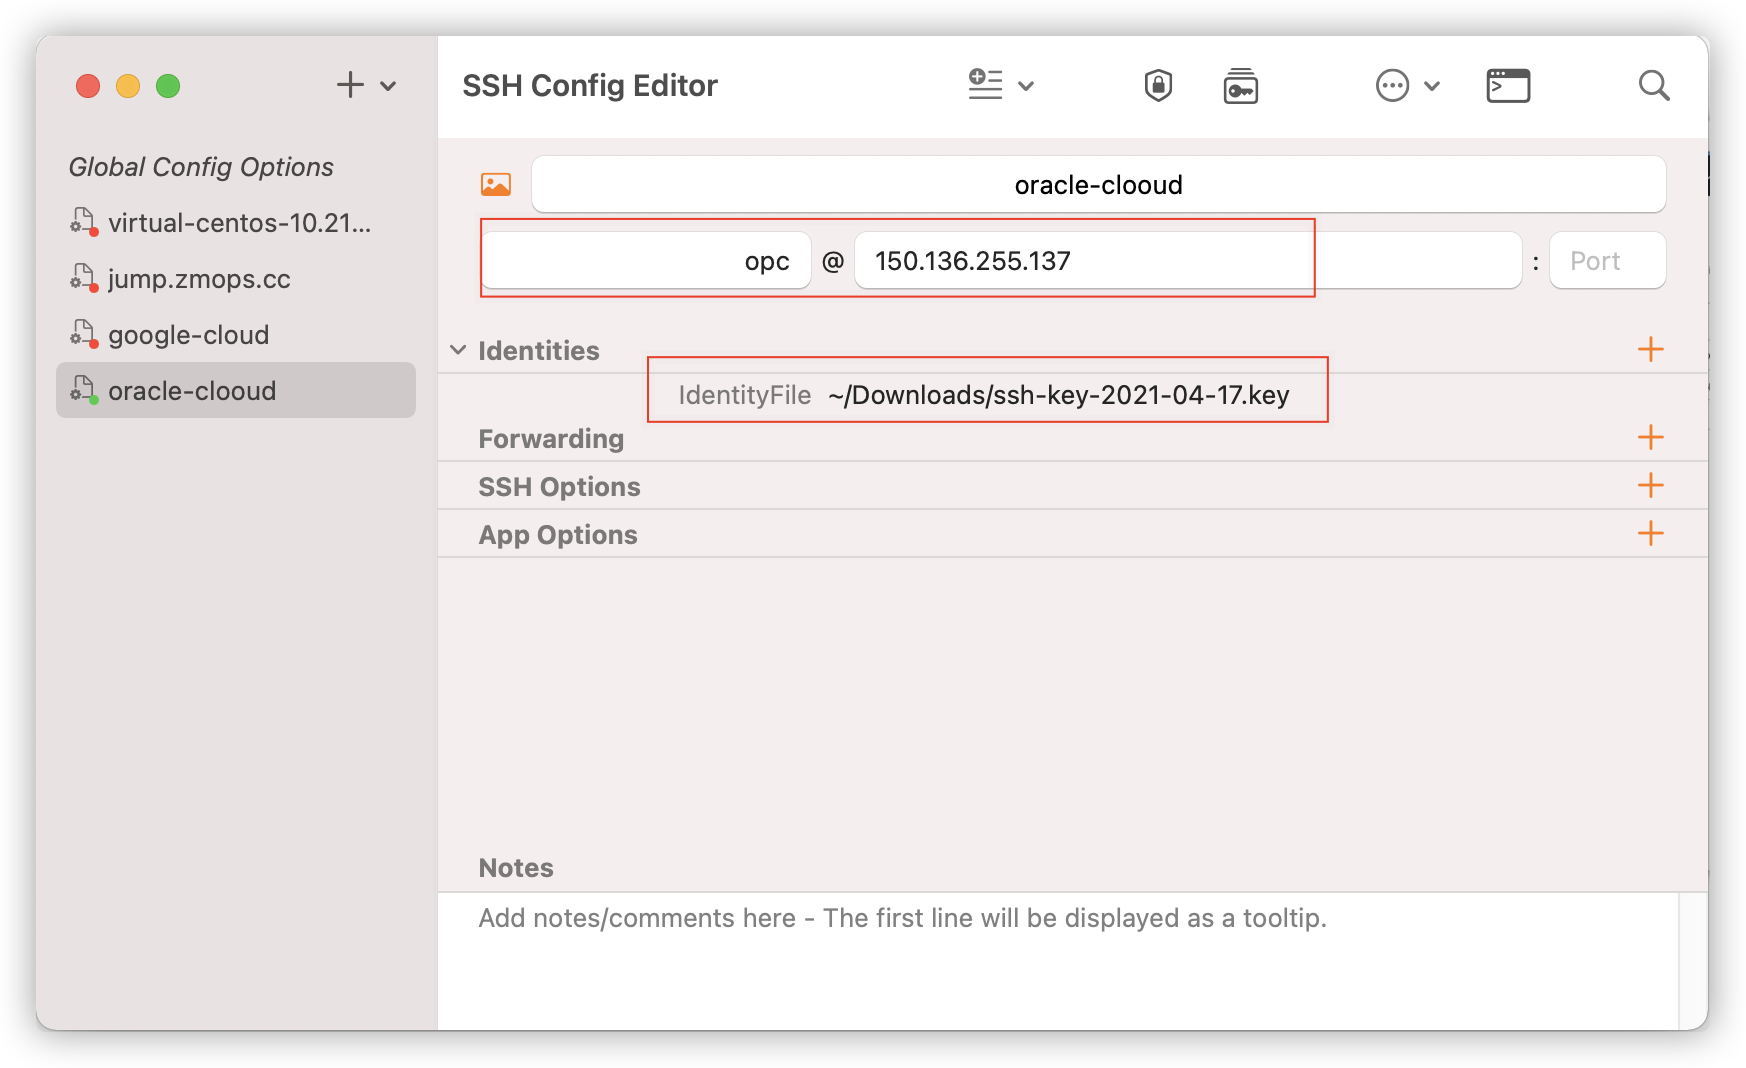 SSH Config Editor
Global Config Options
virtual-centos-10.21...
jump.zmops.cc
google-cloud
oracle-clooud
oracle-clooud
opc @ 150.136.255.137 : Port
Identities
IdentityFile ~/Downloads/ssh-key-2021-04-17.key
Forwarding
SSH Options
App Options
Notes
Add notes/comments here - The first line will be displayed as a tooltip.